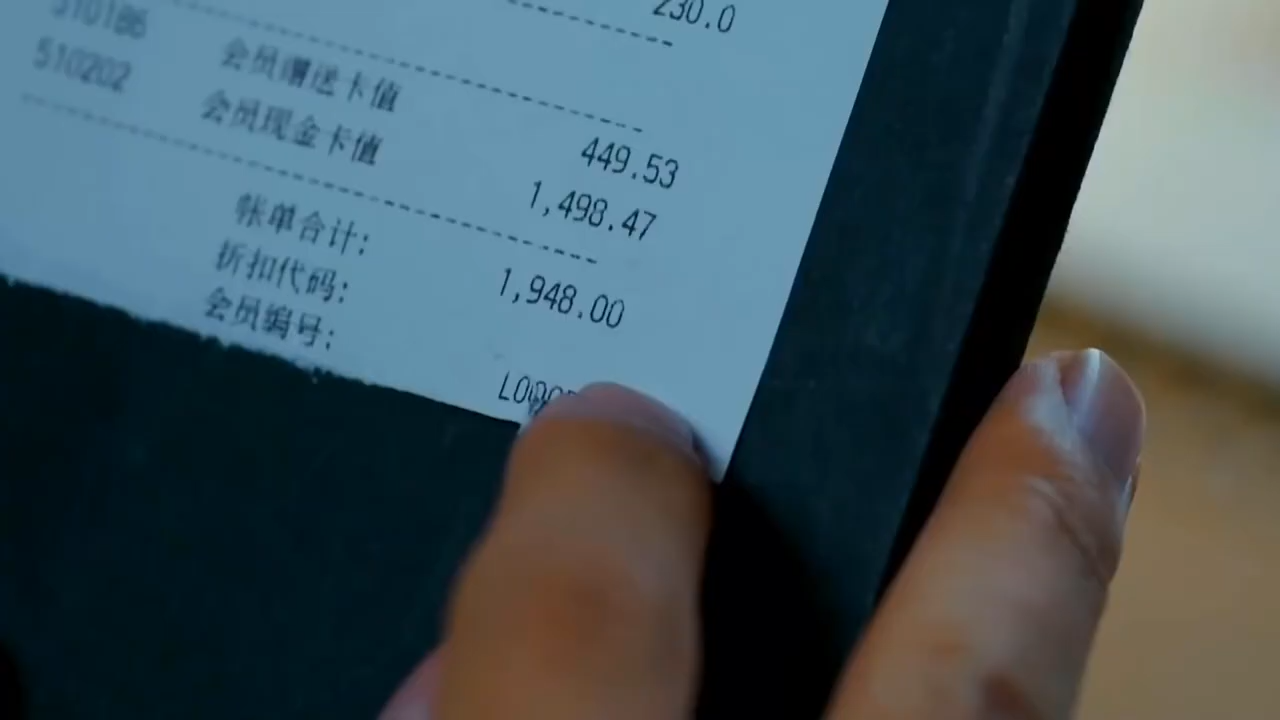 230.0
510186 会员赠送卡值 449.53
510202 会员现金卡值 1,498.47
帐单合计: 1,948.00
折扣代码:
会员编号: